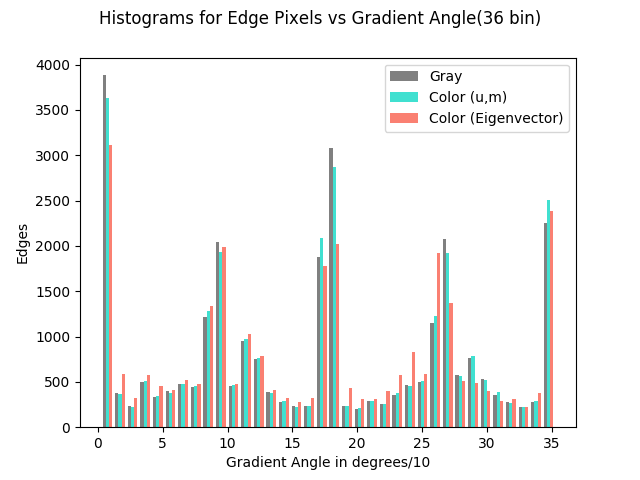 Histograms for Edge Pixels vs Gradient Angle(36 bin)
Gray
Color (u,m)
Color (Eigenvector)
4000
3500
3000
2500
2000
1500
1000
500
0
Edges
0 5 10 15 20 25 30 35
Gradient Angle in degrees/10